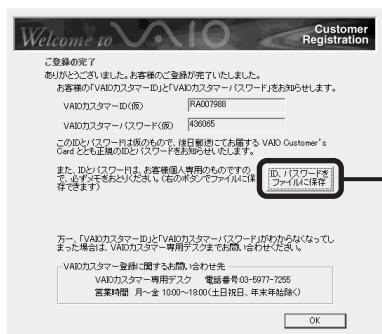 Welcome to VAIO
Customer
Registration
ご登録の完了
ありがとうございました。お客様のご登録が完了いたしました。
お客様の「VAIOカスタマーID」と「VAIOカスタマーパスワード」をお知らせします。
VAIOカスタマーID(仮) RA007988
VAIOカスタマーパスワード(仮) 436065
このIDとパスワードは仮のもので、後日郵送にてお届する VAIO Customer's
Card とともに正規のIDとパスワードをお知らせいたします。
また、IDとパスワードは、お客様個人専用のものですの
で、必ずメモをおとりください。(右のボタンでファイルに保
存できます)
ID、パスワードを
ファイルに保存
万一、「VAIOカスタマーID」と「VAIOカスタマーパスワード」がわからなくなってし
まった場合は、VAIOカスタマー専用デスクまでお問い合わせください。
VAIOカスタマー登録に関するお問い合わせ先
VAIOカスタマー専用デスク 電話番号:03-5977-7255
営業時間 月~金 10:00~18:00(土日祝日、年末年始除く)
OK